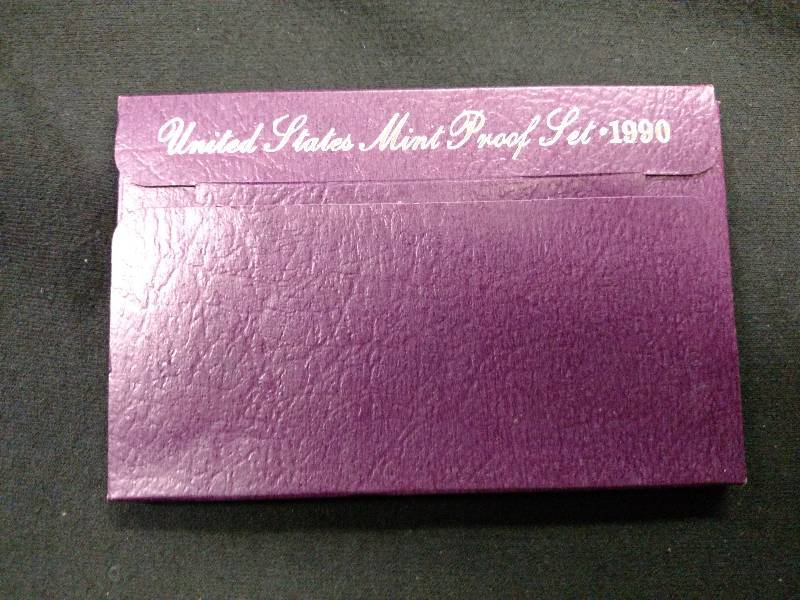 United States Mint Proof Set • 1990